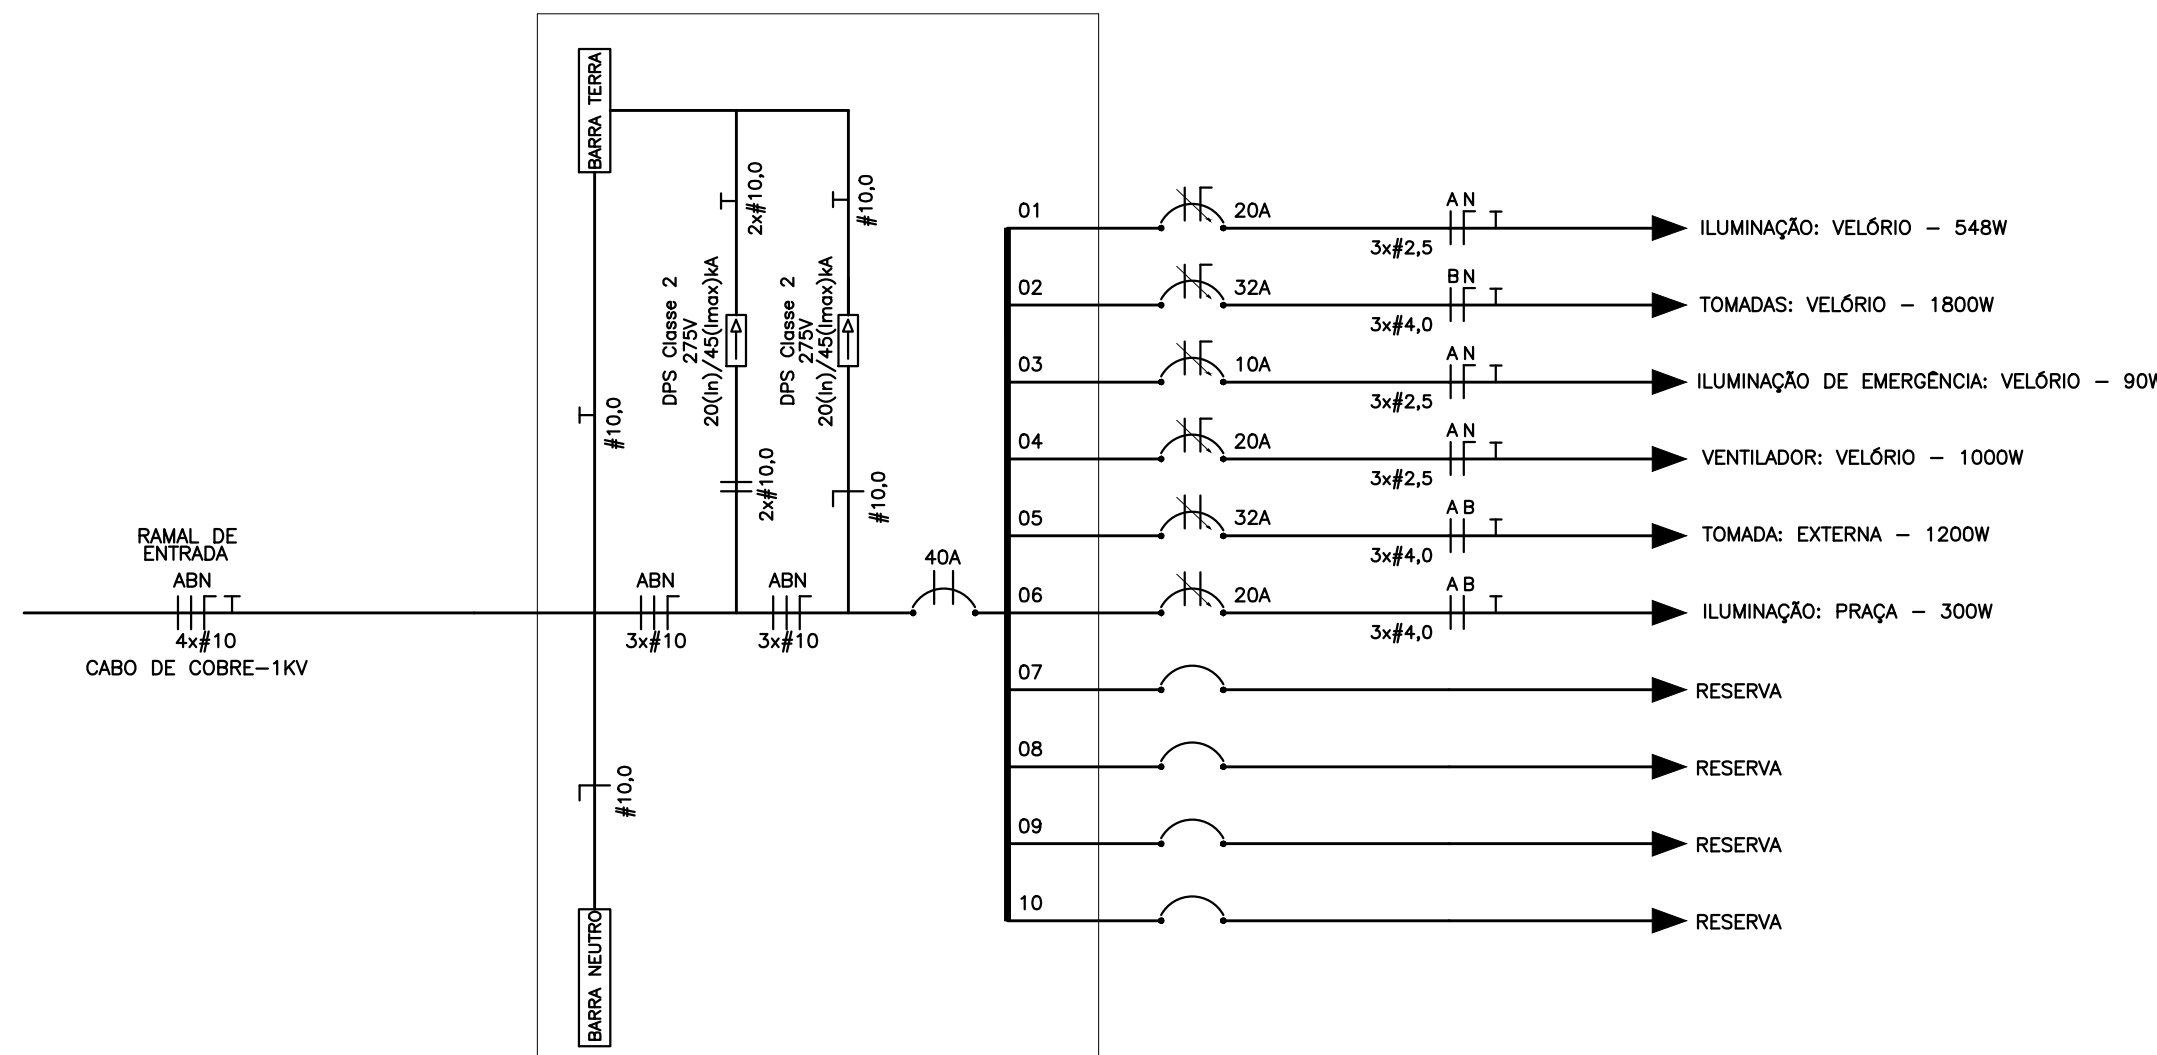 RAMAL DE
ENTRADA
ABN
4x#10
CABO DE COBRE-1KV
BARRA TERRA
#10,0
#10,0
BARRA NEUTRO
2x#10,0
DPS Classe 2
275V
20(In)/45(Imax)kA
2x#10,0
#10,0
DPS Classe 2
275V
20(In)/45(Imax)kA
#10,0
ABN
3x#10
ABN
3x#10
40A
01 20A 3x#2,5 A N ILUMINAÇÃO: VELÓRIO - 548W
02 32A 3x#4,0 B N TOMADAS: VELÓRIO - 1800W
03 10A 3x#2,5 A N ILUMINAÇÃO DE EMERGÊNCIA: VELÓRIO - 90W
04 20A 3x#2,5 A N VENTILADOR: VELÓRIO - 1000W
05 32A 3x#4,0 A B TOMADA: EXTERNA - 1200W
06 20A 3x#4,0 A B ILUMINAÇÃO: PRAÇA - 300W
07 RESERVA
08 RESERVA
09 RESERVA
10 RESERVA